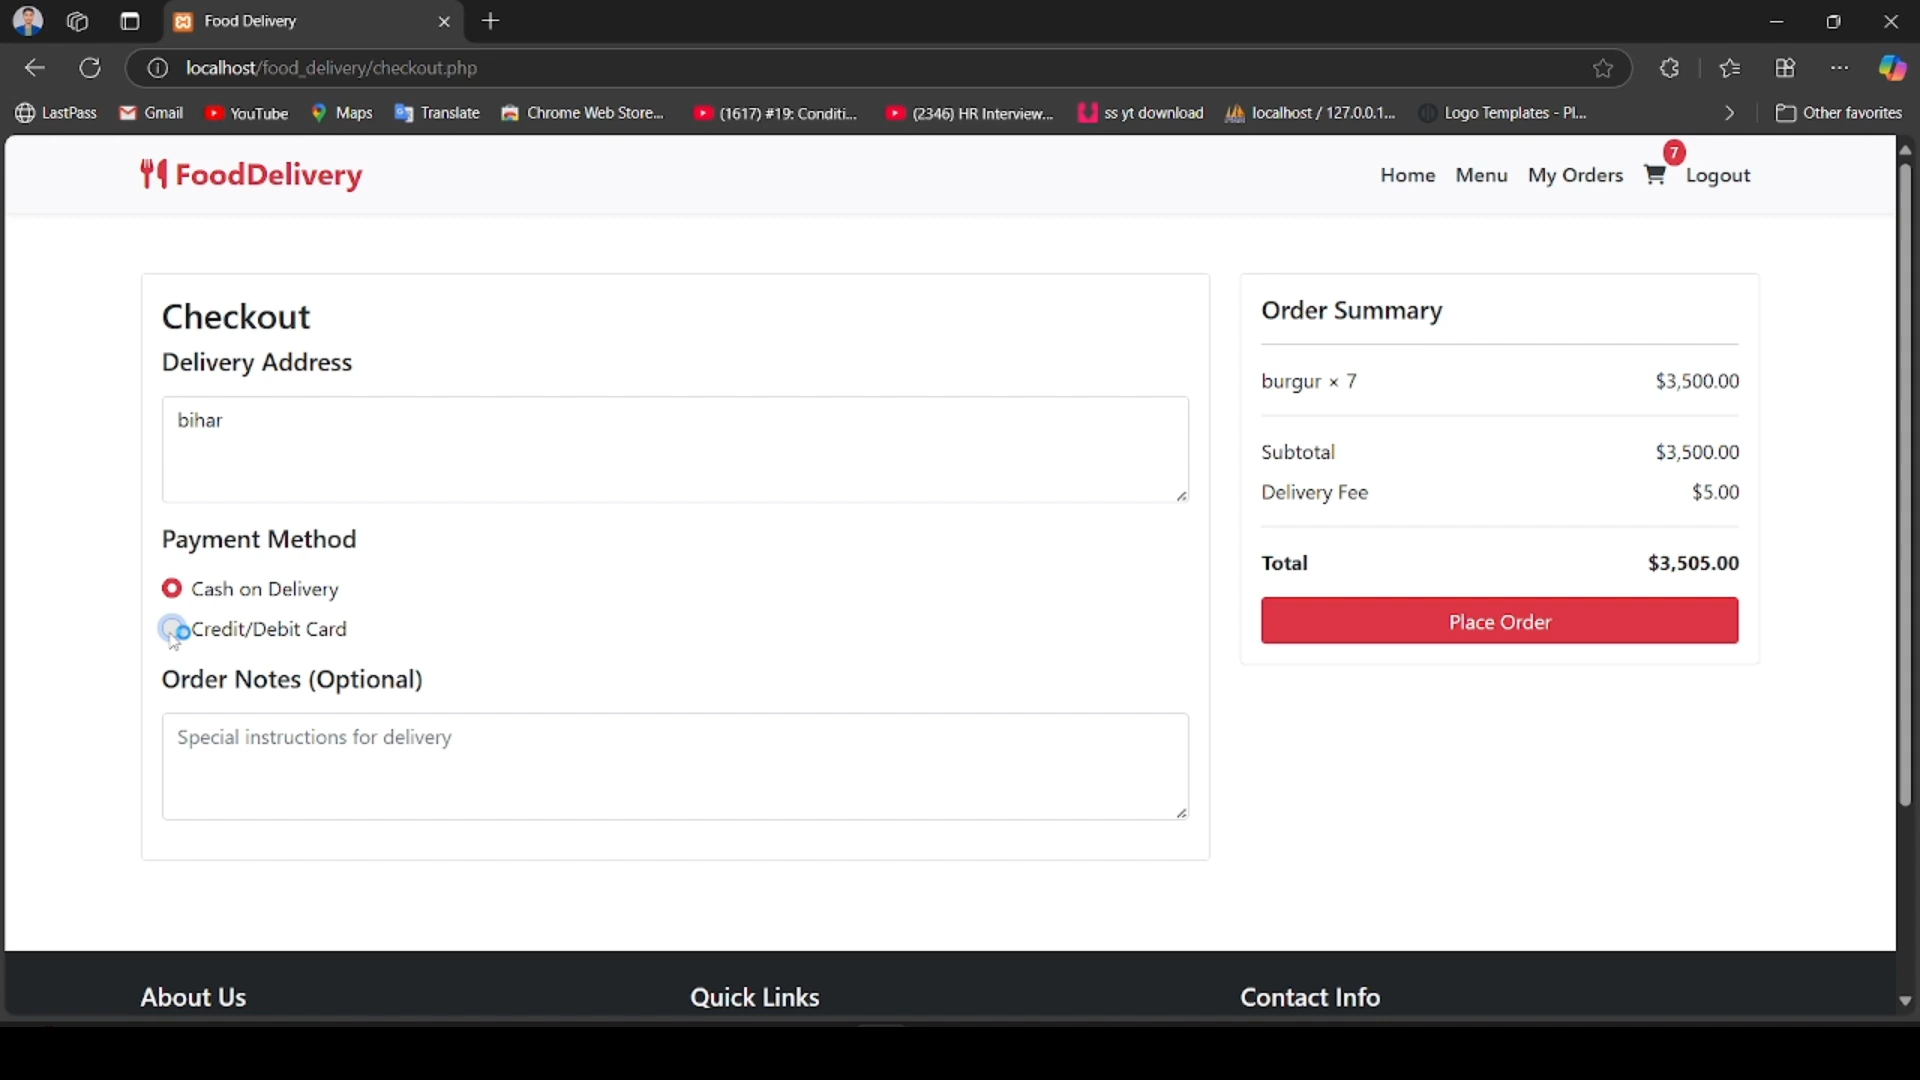 Food Delivery
localhost/food_delivery/checkout.php
LastPass Gmail YouTube Maps Translate Chrome Web Store... (1617) #19: Conditi... (2346) HR Interview... ss yt download localhost / 127.0.0.1... Logo Templates - Pl... Other favorites
FoodDelivery
Home Menu My Orders 7 Logout
Checkout
Delivery Address
bihar
Payment Method
Cash on Delivery
Credit/Debit Card
Order Notes (Optional)
Special instructions for delivery
Order Summary
burgur × 7 $3,500.00
Subtotal $3,500.00
Delivery Fee $5.00
Total $3,505.00
Place Order
About Us Quick Links Contact Info